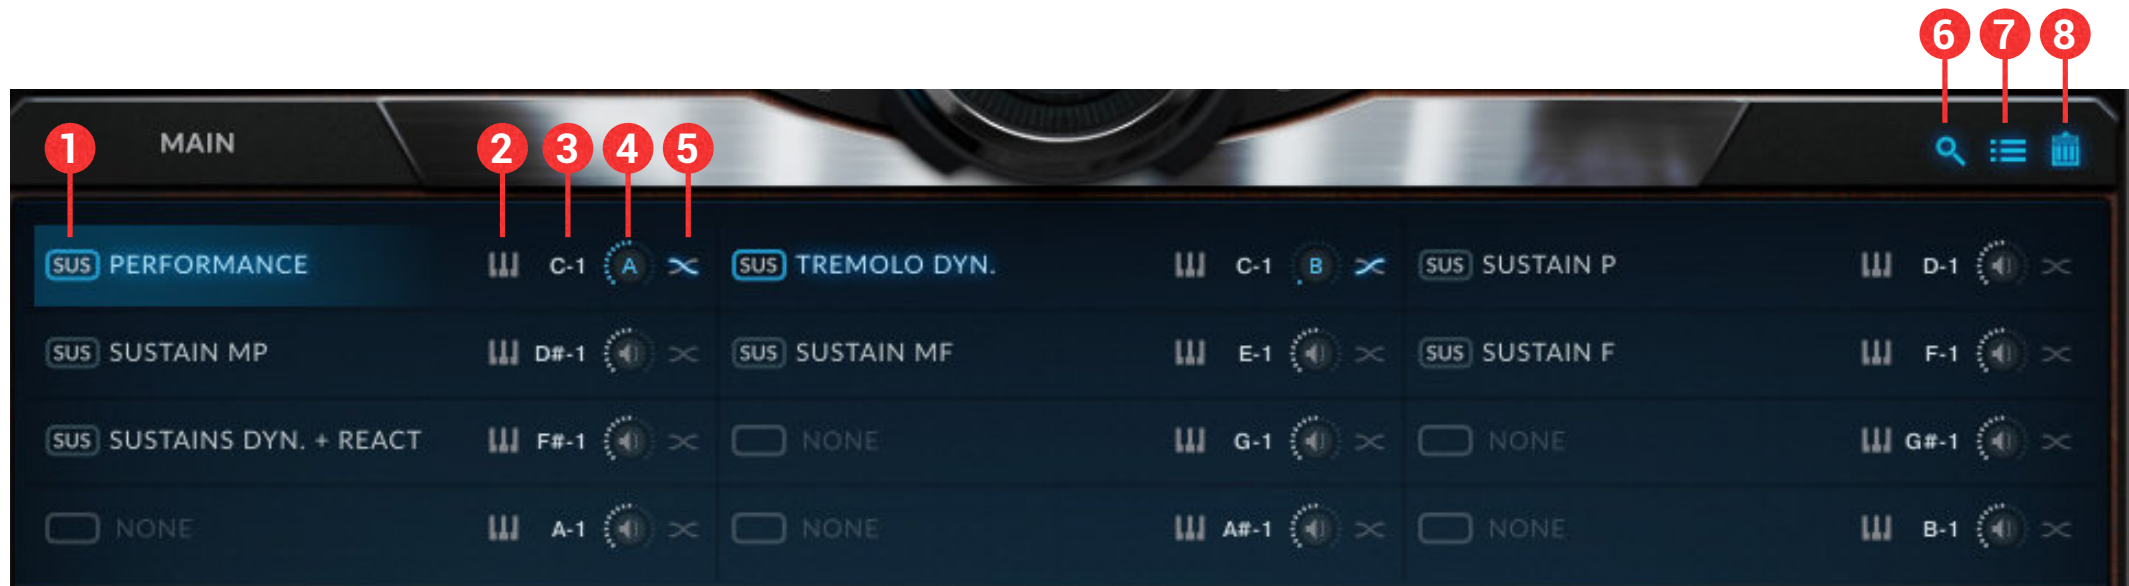 6 7 8
1 MAIN 2 3 4 5
SUS PERFORMANCE C-1 A SUS TREMOLO DYN. C-1 B SUS SUSTAIN P D-1
SUS SUSTAIN MP D#-1 SUS SUSTAIN MF E-1 SUS SUSTAIN F F-1
SUS SUSTAINS DYN. + REACT F#-1 NONE G-1 NONE G#-1
NONE A-1 NONE A#-1 NONE B-1